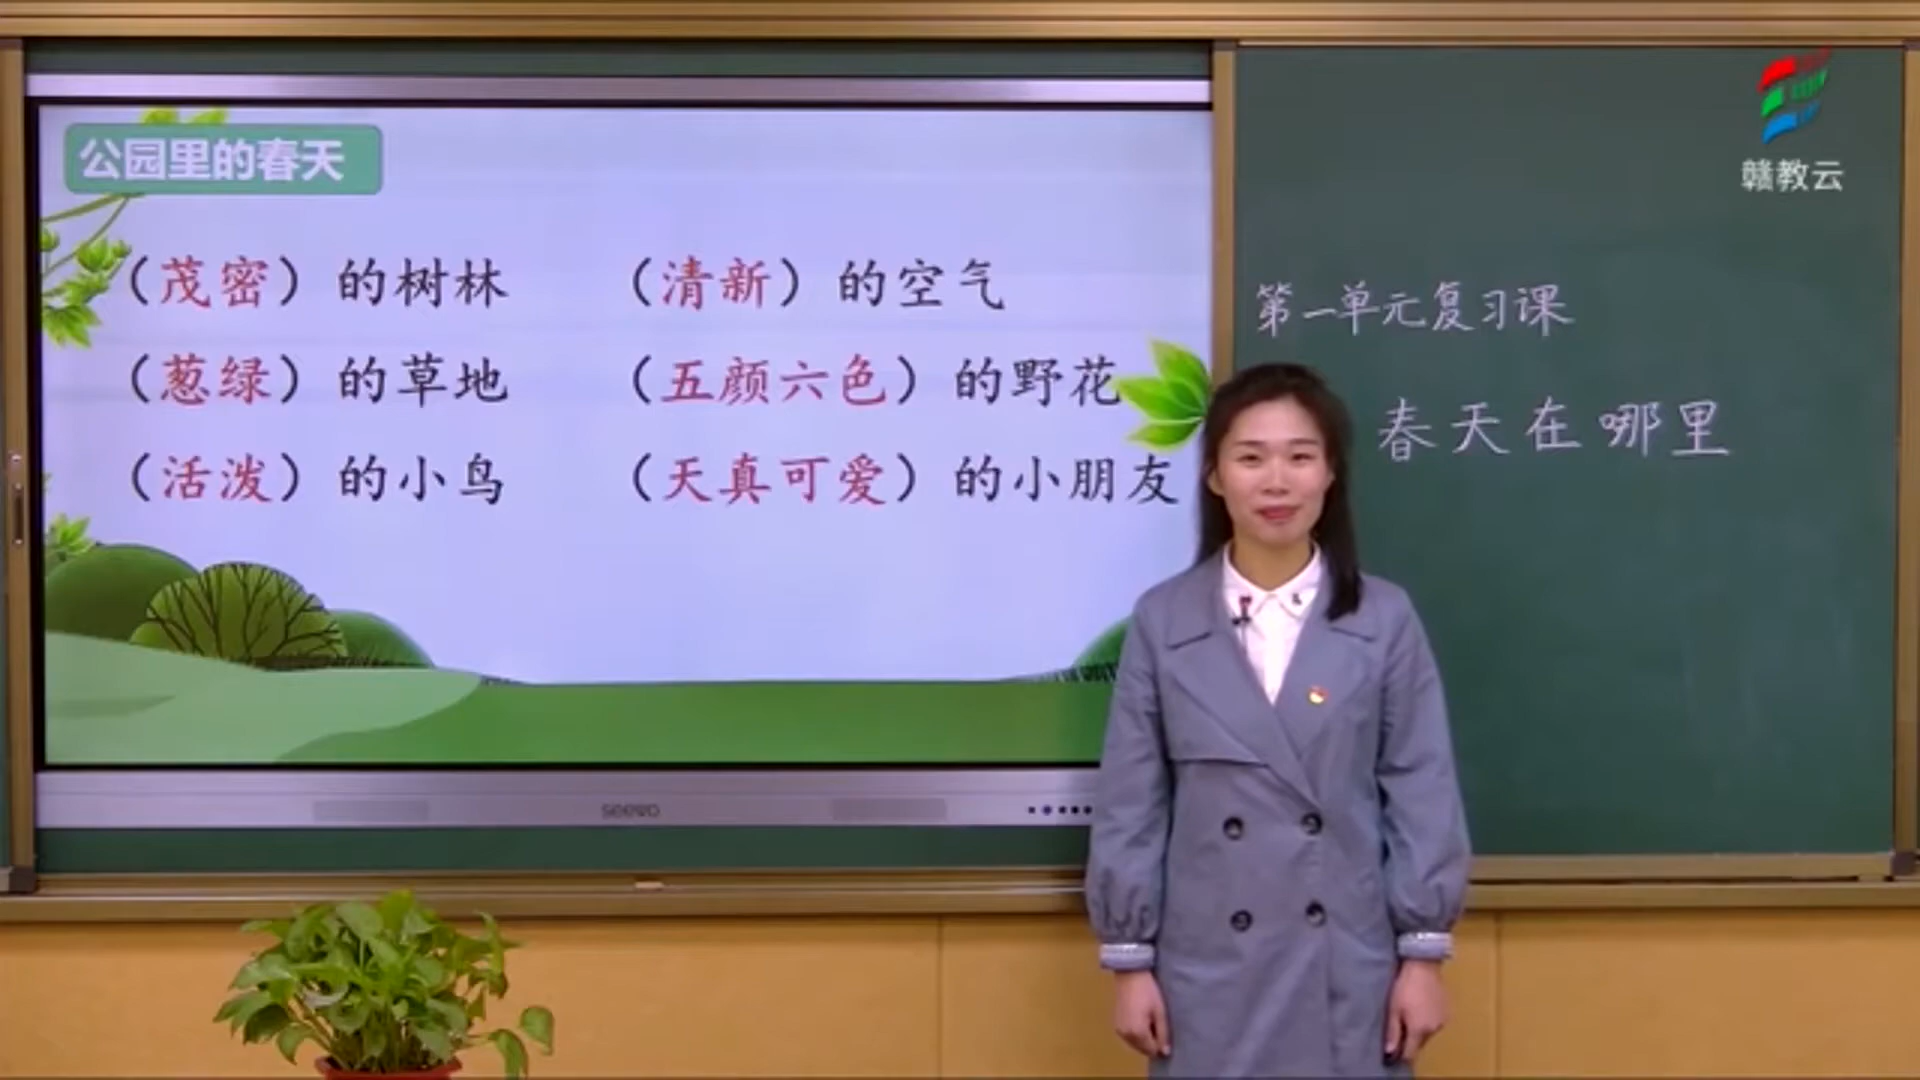 公园里的春天
（茂密）的树林 （清新）的空气
（葱绿）的草地 （五颜六色）的野花
（活泼）的小鸟 （天真可爱）的小朋友
seewo
赣教云
第一单元复习课
春天在哪里